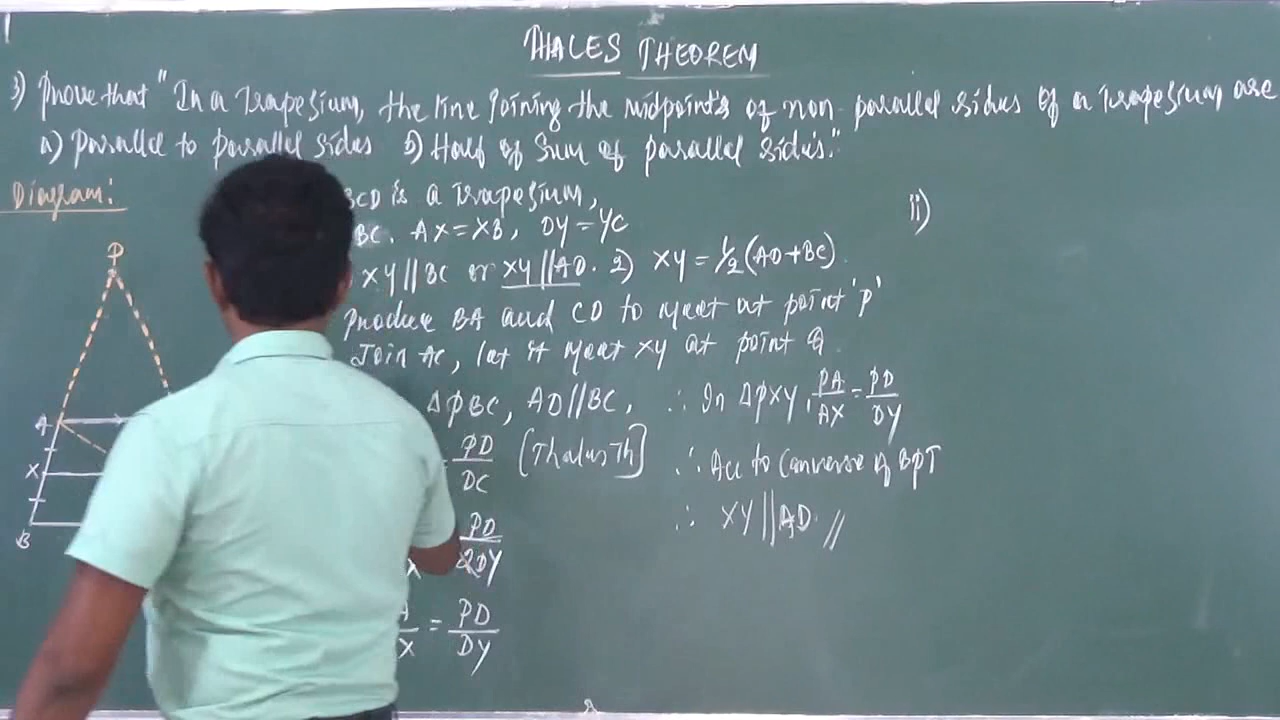 THALES THEOREM
3) Prove that "In a Trapezium, the line joining the midpoint's of non-parallel sides of a Trapezium are
a) Parallel to parallel sides b) Half of Sum of parallel sides."
Diagram:
BCD is a Trapezium,
BC. AX = XB, DY = YC
XY // BC or XY // AD. 2) XY = 1/2 (AD+BC).
Produce BA and CD to meet at point 'P'
Join AC, let it meet XY at point Q
ΔPBC, AD//BC,
= PD/DC (Thales Th]
PD/2DY
A/X = PD/DY
∴ In ΔPXY, PA/AX = PD/DY
∴ Acc to Converse of BPT
∴ XY // AD. //
ii)
P
A
X
B